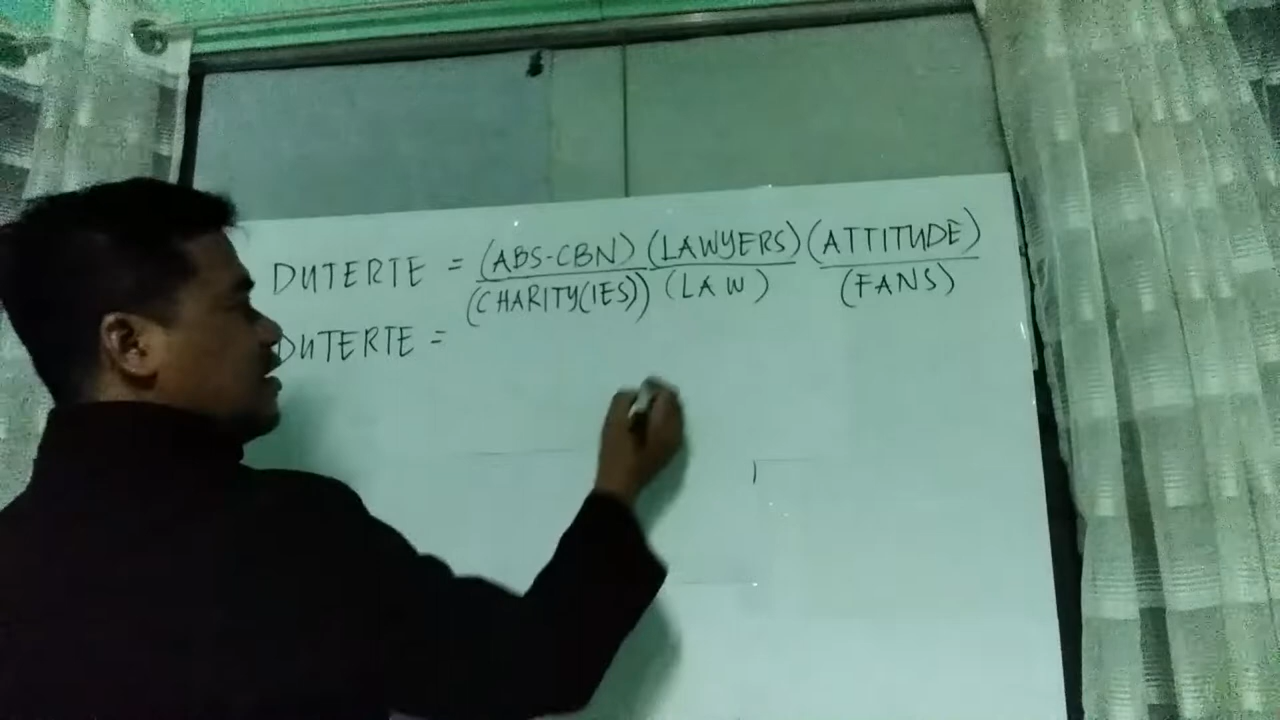 DUTERTE = (ABS-CBN) (LAWYERS) (ATTITUDE)
(CHARITY(IES)) (LAW) (FANS)
DUTERTE =